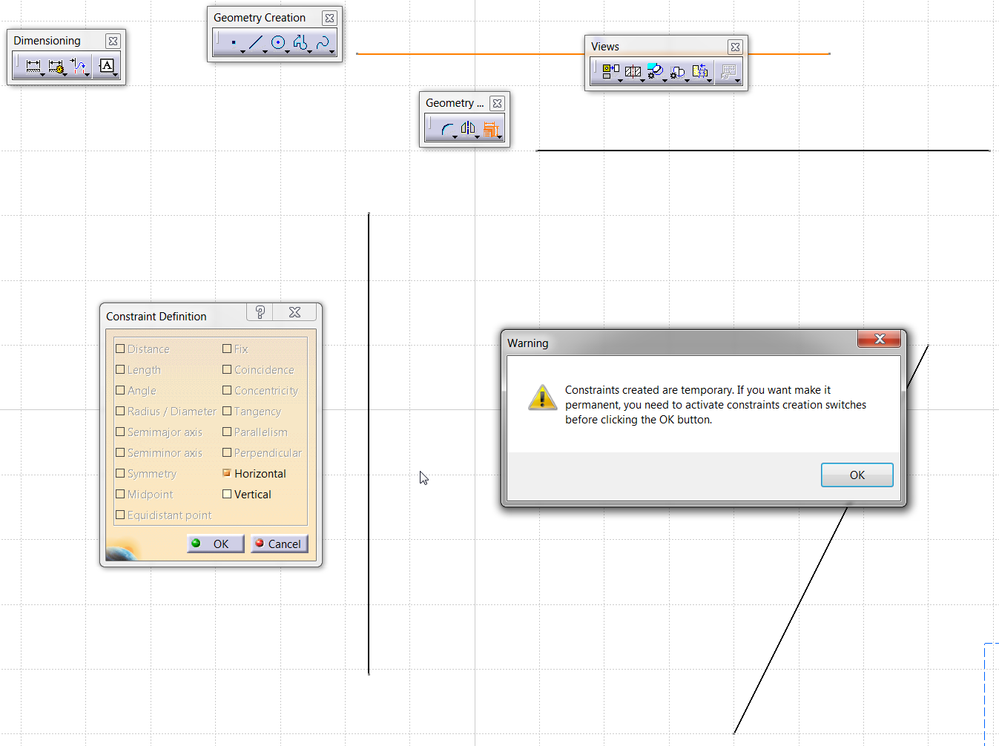 Geometry Creation
Dimensioning
A
Views
Geometry ...
Constraint Definition
?
Distance
Fix
Length
Coincidence
Angle
Concentricity
Radius / Diameter
Tangency
Semimajor axis
Parallelism
Semiminor axis
Perpendicular
Symmetry
Horizontal
Midpoint
Vertical
Equidistant point
OK
Cancel
Warning
Constraints created are temporary. If you want make it
permanent, you need to activate constraints creation switches
before clicking the OK button.
OK